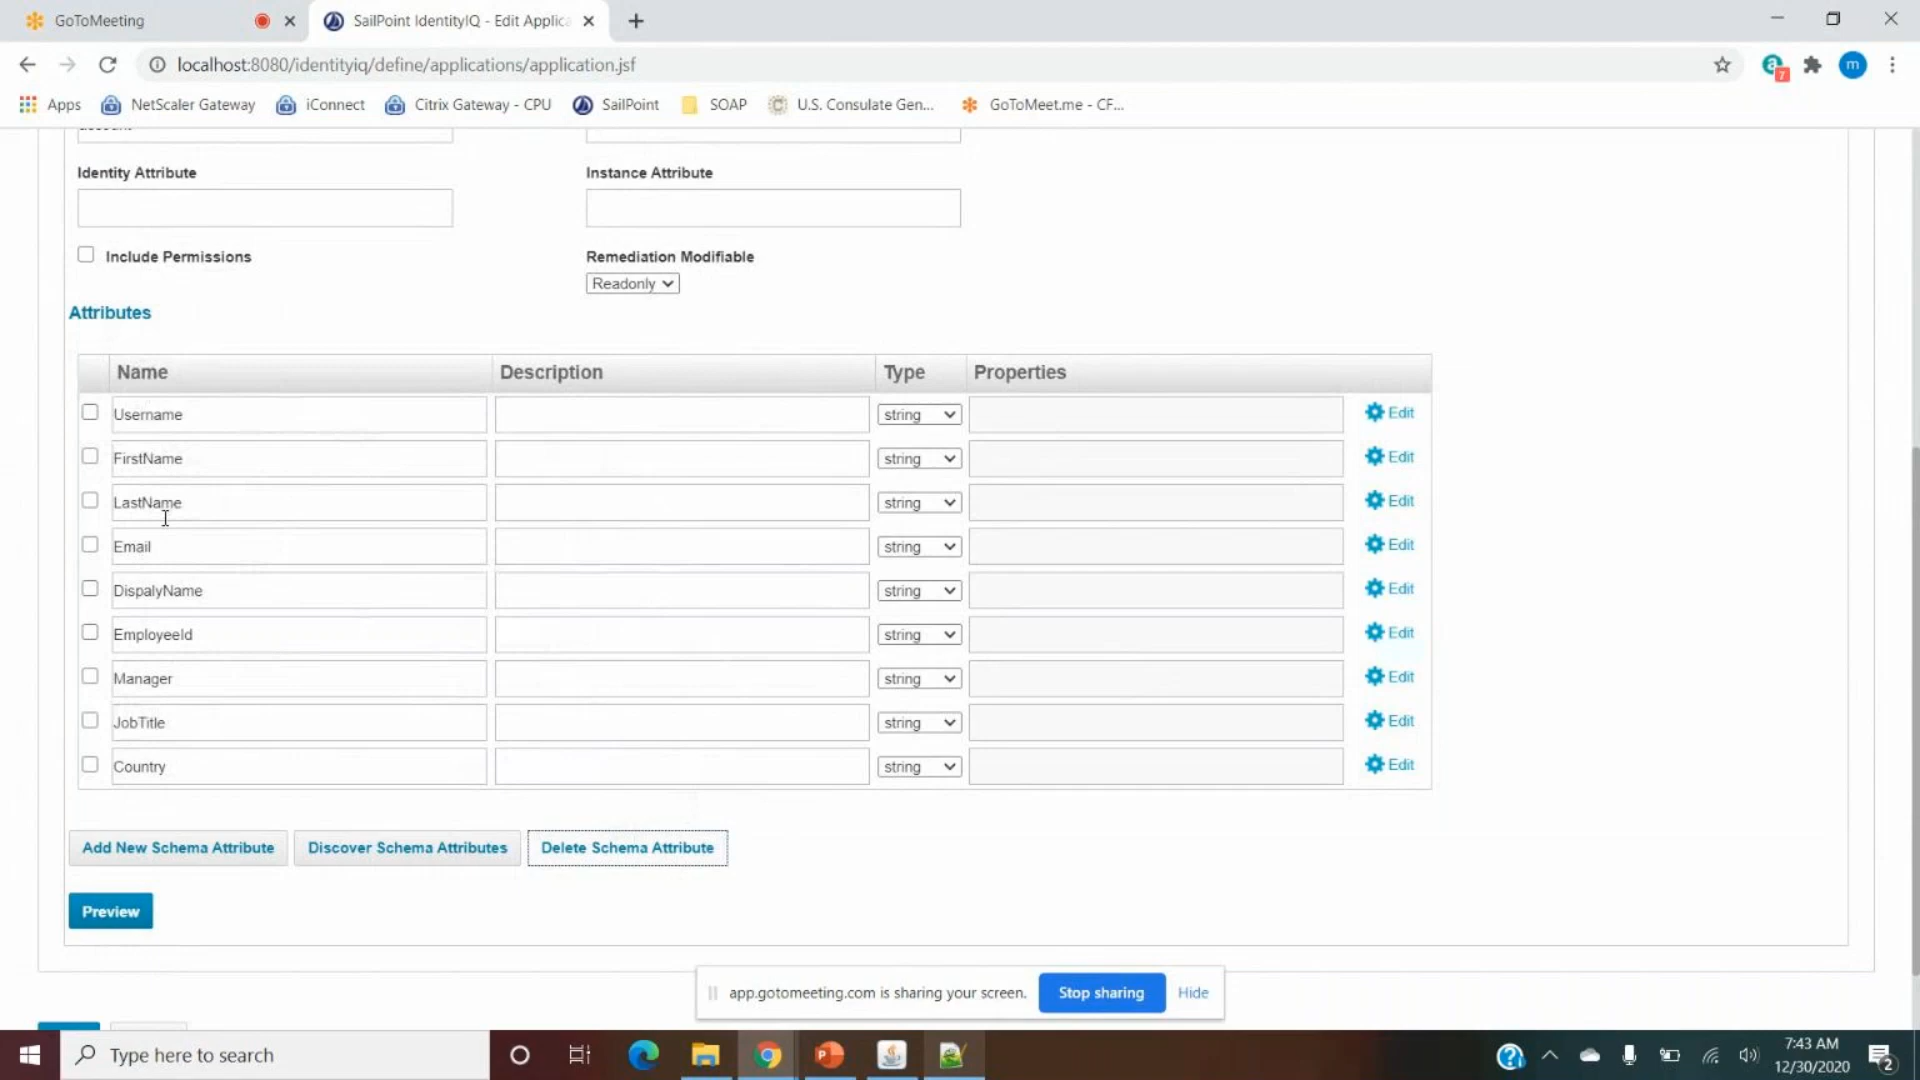 GoToMeeting
SailPoint IdentityIQ - Edit Applica
localhost:8080/identityiq/define/applications/application.jsf
7
m
Apps
NetScaler Gateway
iConnect
Citrix Gateway - CPU
SailPoint
SOAP
U.S. Consulate Gen...
GoToMeet.me - CF...
account
Identity Attribute
Instance Attribute
Include Permissions
Remediation Modifiable
Readonly
Attributes
Name Description Type Properties
Username string Edit
FirstName string Edit
LastName string Edit
Email string Edit
DispalyName string Edit
EmployeeId string Edit
Manager string Edit
JobTitle string Edit
Country string Edit
Add New Schema Attribute
Discover Schema Attributes
Delete Schema Attribute
Preview
app.gotomeeting.com is sharing your screen.
Stop sharing
Hide
Type here to search
7:43 AM
12/30/2020
2